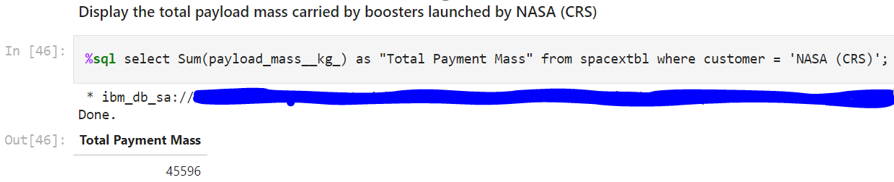 Display the total payload mass carried by boosters launched by NASA (CRS)
In [46]: %sql select Sum(payload_mass__kg_) as "Total Payment Mass" from spacextbl where customer = 'NASA (CRS)';
* ibm_db_sa://
Done.
Out[46]: Total Payment Mass
45596